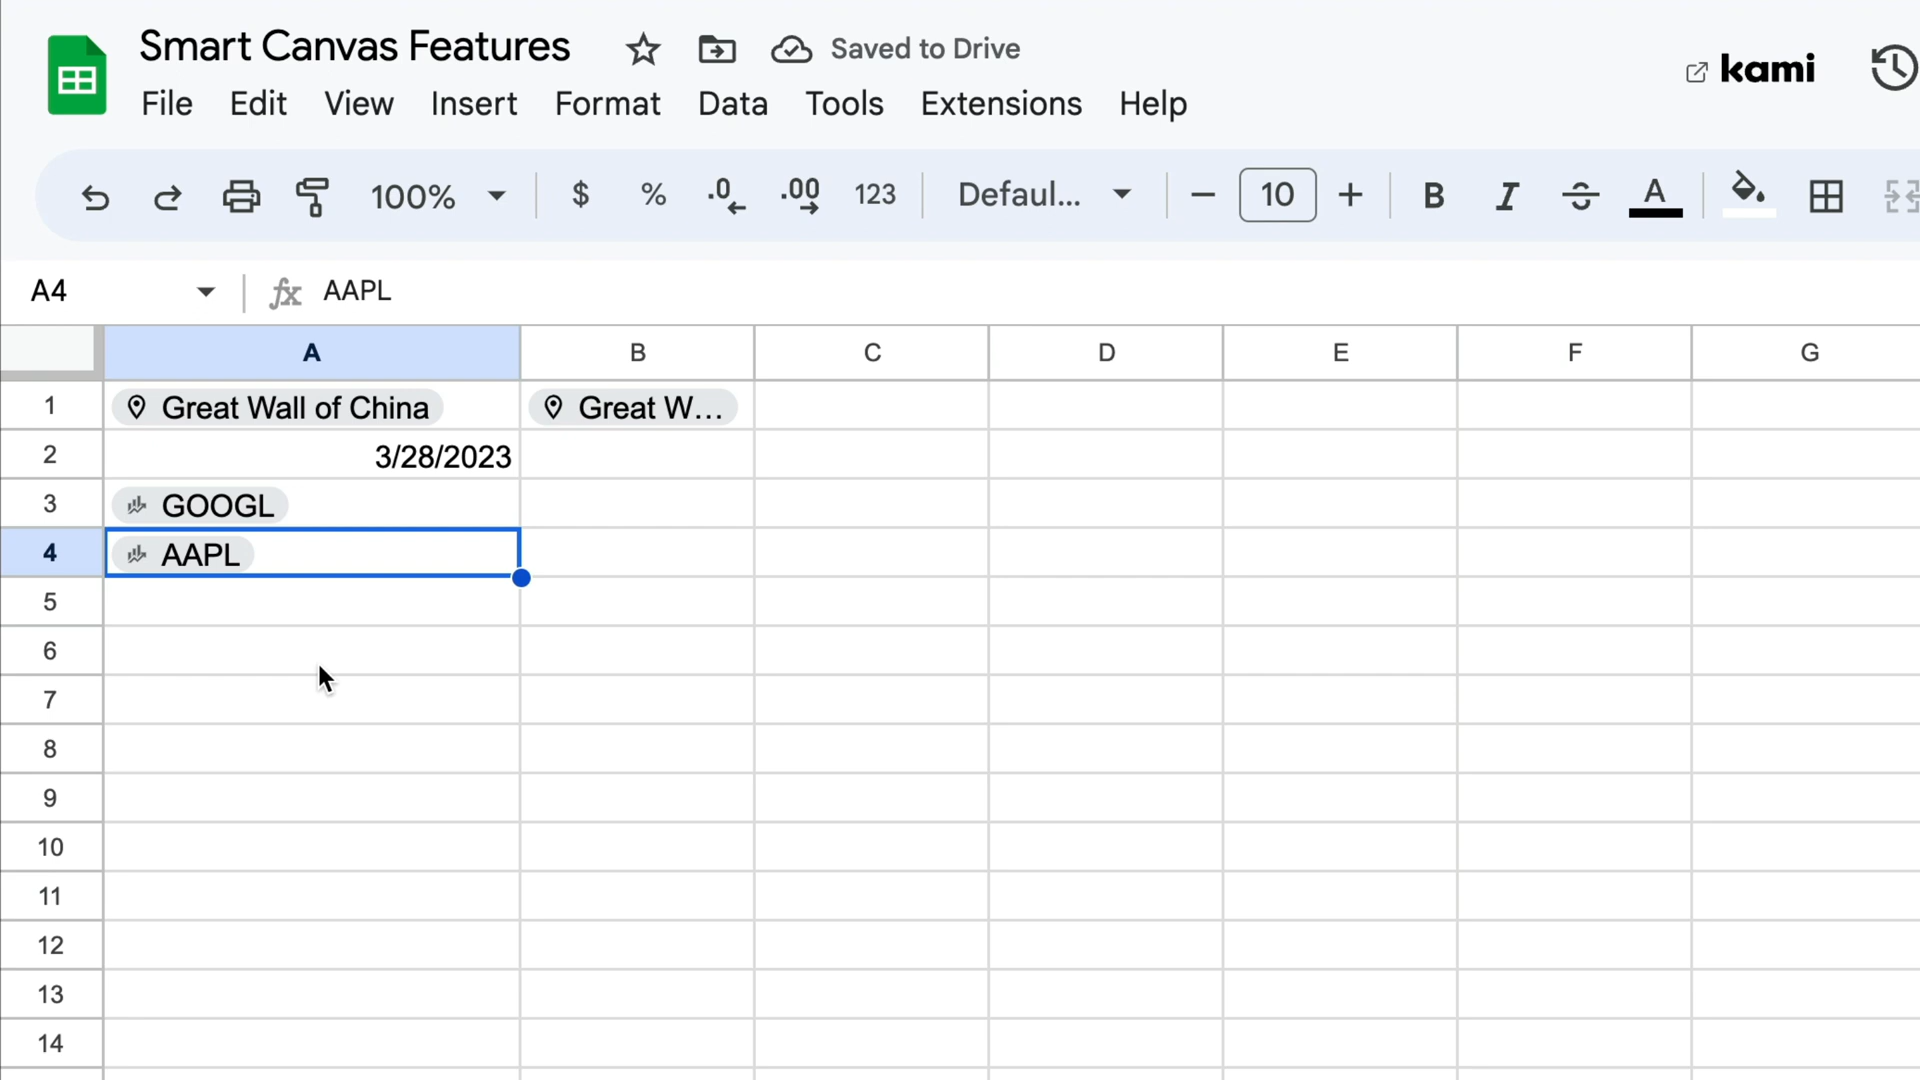 Smart Canvas Features
Saved to Drive
kami
File Edit View Insert Format Data Tools Extensions Help
100% $ % .0 .00 123 Defaul... 10 B I S A
A4 fx AAPL
A B C D E F G
1 Great Wall of China Great W...
2 3/28/2023
3 GOOGL
4 AAPL
5
6
7
8
9
10
11
12
13
14